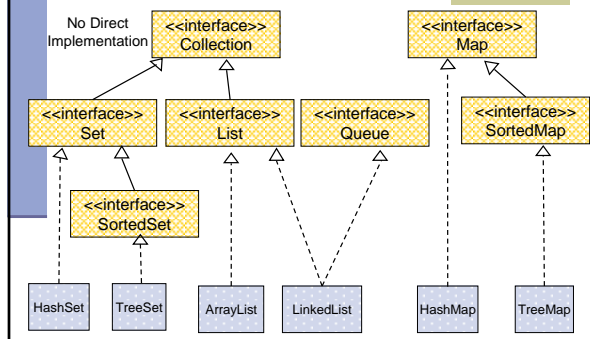 No Direct
Implementation
<<interface>>
Collection
<<interface>>
Map
<<interface>>
Set
<<interface>>
List
<<interface>>
Queue
<<interface>>
SortedMap
<<interface>>
SortedSet
HashSet
TreeSet
ArrayList
LinkedList
HashMap
TreeMap